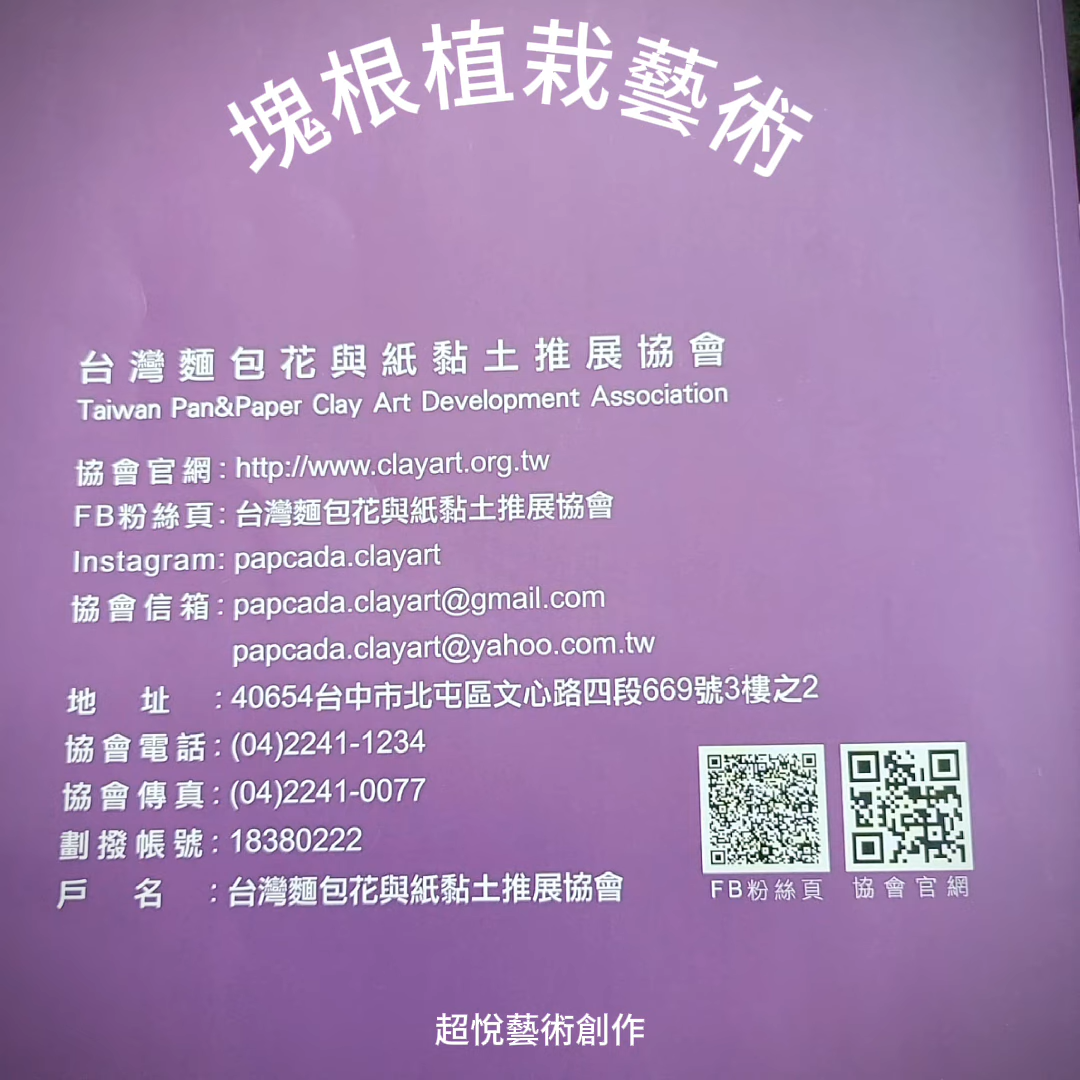 塊根植栽藝術
台灣麵包花與紙黏土推展協會
Taiwan Pan&Paper Clay Art Development Association
協會官網：http://www.clayart.org.tw
FB粉絲頁：台灣麵包花與紙黏土推展協會
Instagram: papcada.clayart
協會信箱：papcada.clayart@gmail.com
papcada.clayart@yahoo.com.tw
地址：40654台中市北屯區文心路四段669號3樓之2
協會電話：(04)2241-1234
協會傳真：(04)2241-0077
劃撥帳號：18380222
戶名：台灣麵包花與紙黏土推展協會
FB粉絲頁
協會官網
超悅藝術創作